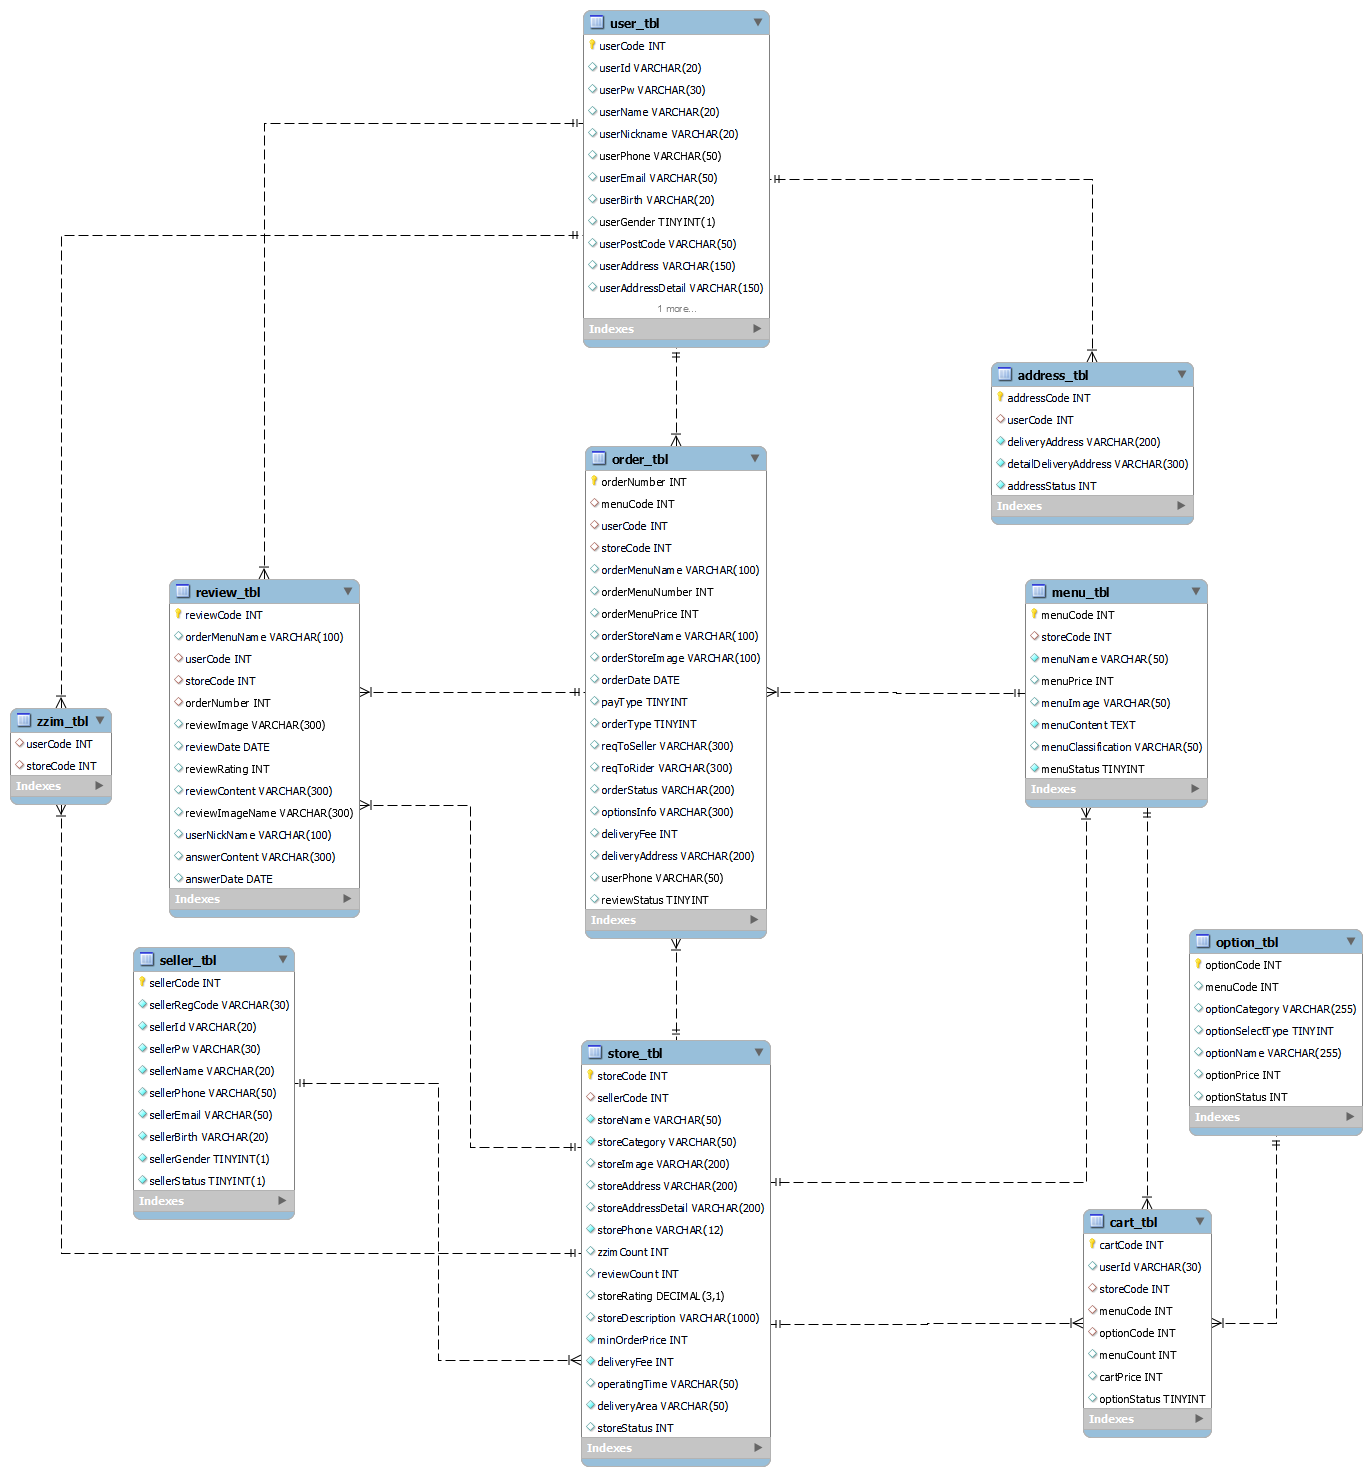 user_tbl
userCode INT
userId VARCHAR(20)
userPw VARCHAR(30)
userName VARCHAR(20)
userNickname VARCHAR(20)
userPhone VARCHAR(50)
userEmail VARCHAR(50)
userBirth VARCHAR(20)
userGender TINYINT(1)
userPostCode VARCHAR(50)
userAddress VARCHAR(150)
userAddressDetail VARCHAR(150)
1 more...
Indexes
address_tbl
addressCode INT
userCode INT
deliveryAddress VARCHAR(200)
detailDeliveryAddress VARCHAR(300)
addressStatus INT
Indexes
order_tbl
orderNumber INT
menuCode INT
userCode INT
storeCode INT
orderMenuName VARCHAR(100)
orderMenuNumber INT
orderMenuPrice INT
orderStoreName VARCHAR(100)
orderStoreImage VARCHAR(100)
orderDate DATE
payType TINYINT
orderType TINYINT
reqToSeller VARCHAR(300)
reqToRider VARCHAR(300)
orderStatus VARCHAR(200)
optionsInfo VARCHAR(300)
deliveryFee INT
deliveryAddress VARCHAR(200)
userPhone VARCHAR(50)
reviewStatus TINYINT
Indexes
review_tbl
reviewCode INT
orderMenuName VARCHAR(100)
userCode INT
storeCode INT
orderNumber INT
reviewImage VARCHAR(300)
reviewDate DATE
reviewRating INT
reviewContent VARCHAR(300)
reviewImageName VARCHAR(300)
userNickName VARCHAR(100)
answerContent VARCHAR(300)
answerDate DATE
Indexes
menu_tbl
menuCode INT
storeCode INT
menuName VARCHAR(50)
menuPrice INT
menuImage VARCHAR(50)
menuContent TEXT
menuClassification VARCHAR(50)
menuStatus TINYINT
Indexes
zzim_tbl
userCode INT
storeCode INT
Indexes
seller_tbl
sellerCode INT
sellerRegCode VARCHAR(30)
sellerId VARCHAR(20)
sellerPw VARCHAR(30)
sellerName VARCHAR(20)
sellerPhone VARCHAR(50)
sellerEmail VARCHAR(50)
sellerBirth VARCHAR(20)
sellerGender TINYINT(1)
sellerStatus TINYINT(1)
Indexes
option_tbl
optionCode INT
menuCode INT
optionCategory VARCHAR(255)
optionSelectType TINYINT
optionName VARCHAR(255)
optionPrice INT
optionStatus INT
Indexes
store_tbl
storeCode INT
sellerCode INT
storeName VARCHAR(50)
storeCategory VARCHAR(50)
storeImage VARCHAR(200)
storeAddress VARCHAR(200)
storeAddressDetail VARCHAR(200)
storePhone VARCHAR(12)
zzimCount INT
reviewCount INT
storeRating DECIMAL(3,1)
storeDescription VARCHAR(1000)
minOrderPrice INT
deliveryFee INT
operatingTime VARCHAR(50)
deliveryArea VARCHAR(50)
storeStatus INT
Indexes
cart_tbl
cartCode INT
userId VARCHAR(30)
storeCode INT
menuCode INT
optionCode INT
menuCount INT
cartPrice INT
optionStatus TINYINT
Indexes